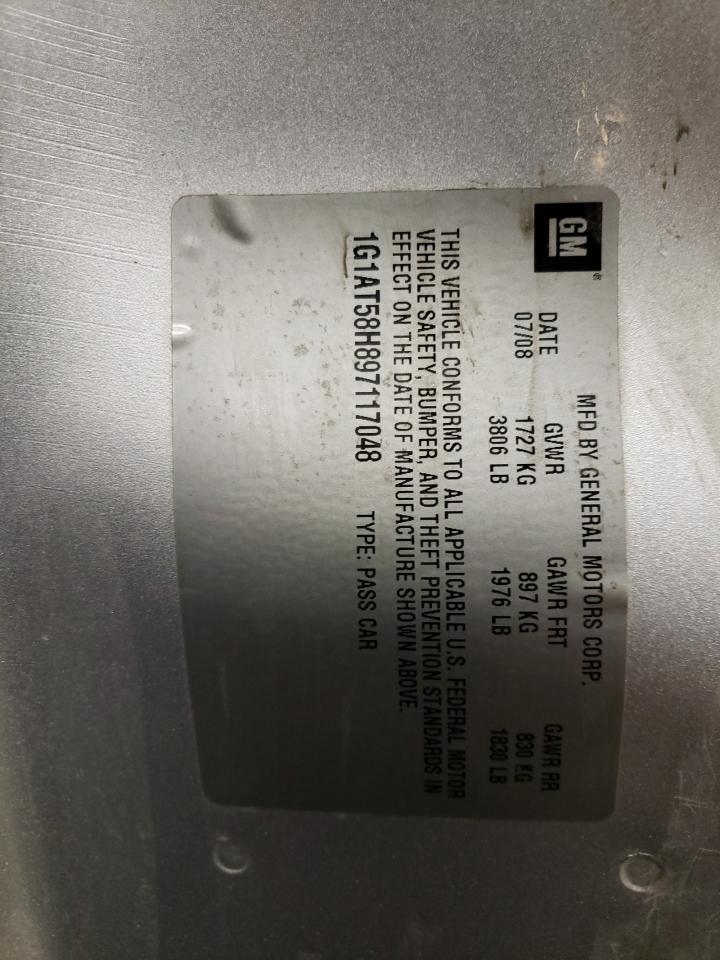 GM®
MFD BY GENERAL MOTORS CORP.
DATE GVWR GAWR FRT GAWR RR
07/08 1727 KG 897 KG 830 KG
3806 LB 1976 LB 1830 LB
THIS VEHICLE CONFORMS TO ALL APPLICABLE U.S. FEDERAL MOTOR
VEHICLE SAFETY, BUMPER, AND THEFT PREVENTION STANDARDS IN
EFFECT ON THE DATE OF MANUFACTURE SHOWN ABOVE.
1G1AT58H897117048 TYPE: PASS CAR